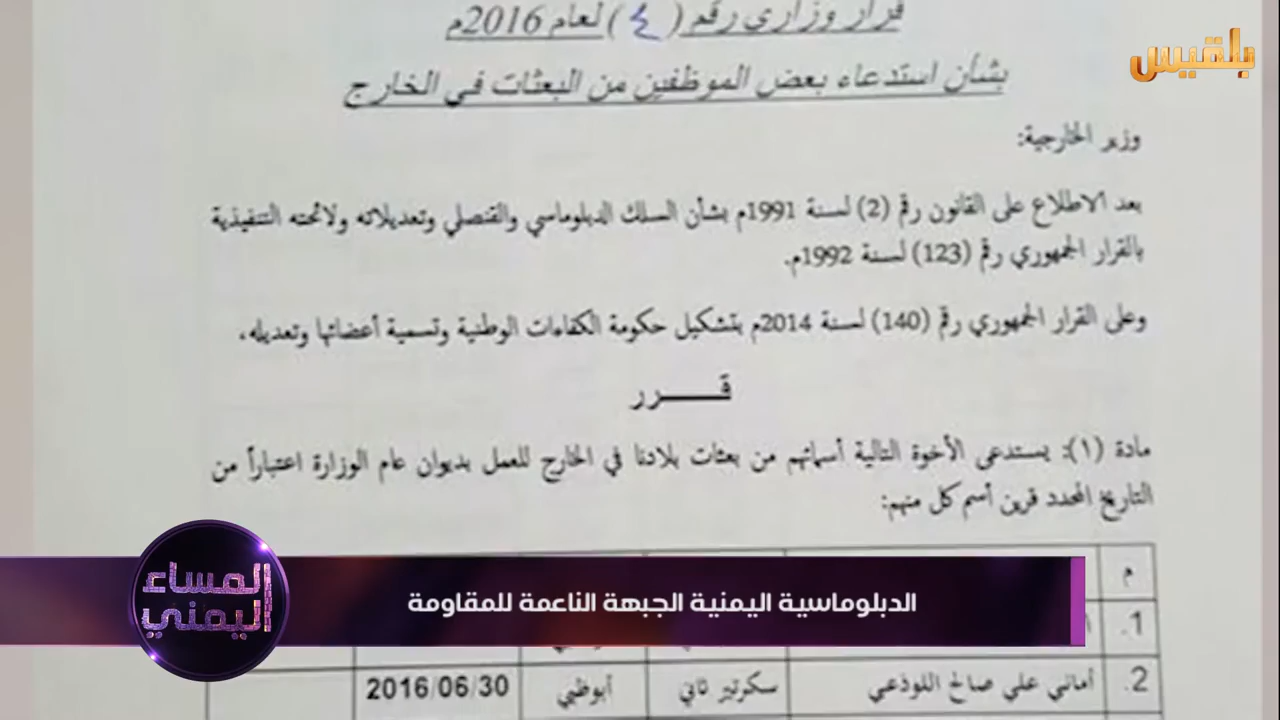 قرار وزاري رقم ( ٤ ) لعام 2016م
بلقيس
بشأن استدعاء بعض الموظفين من البعثات في الخارج
وزير الخارجية:
بعد الاطلاع على القانون رقم (2) لسنة 1991م بشأن السلك الدبلوماسي والقنصلي وتعديلاته ولائحته التنفيذية
بالقرار الجمهوري رقم (123) لسنة 1992م.
وعلى القرار الجمهوري رقم (140) لسنة 2014م بتشكيل حكومة الكفاءات الوطنية وتسمية أعضائها وتعديله.
قـــــرر
مادة (١): يستدعى الأخوة التالية أسمائهم من بعثات بلادنا في الخارج للعمل بديوان عام الوزارة اعتباراً من
التاريخ المحدد قرين أسم كل منهم:
م
المساء
اليمني
الدبلوماسية اليمنية الجبهة الناعمة للمقاومة
1.
2. أماني علي صالح اللوذعي سكرتير ثاني أبوظبي 2016/06/30